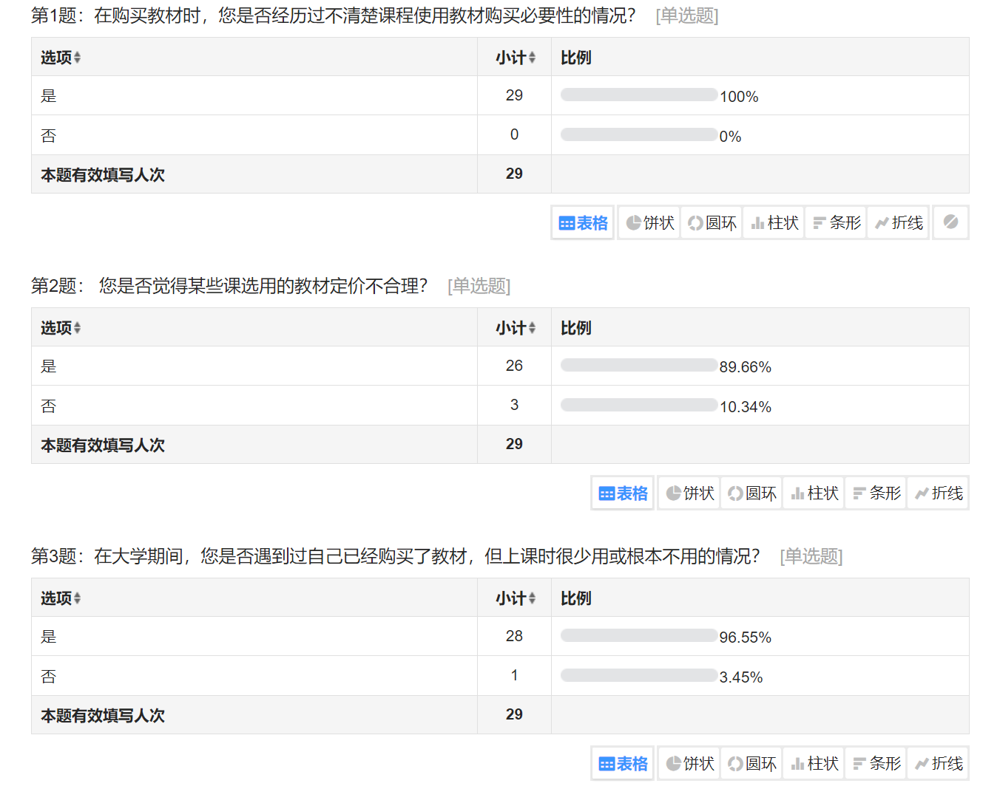 第1题：在购买教材时，您是否经历过不清楚课程使用教材购买必要性的情况？ [单选题]
选项 小计 比例
是 29 100%
否 0 0%
本题有效填写人次 29
表格 饼状 圆环 柱状 条形 折线
第2题： 您是否觉得某些课选用的教材定价不合理？ [单选题]
选项 小计 比例
是 26 89.66%
否 3 10.34%
本题有效填写人次 29
表格 饼状 圆环 柱状 条形 折线
第3题：在大学期间，您是否遇到过自己已经购买了教材，但上课时很少用或根本不用的情况？ [单选题]
选项 小计 比例
是 28 96.55%
否 1 3.45%
本题有效填写人次 29
表格 饼状 圆环 柱状 条形 折线